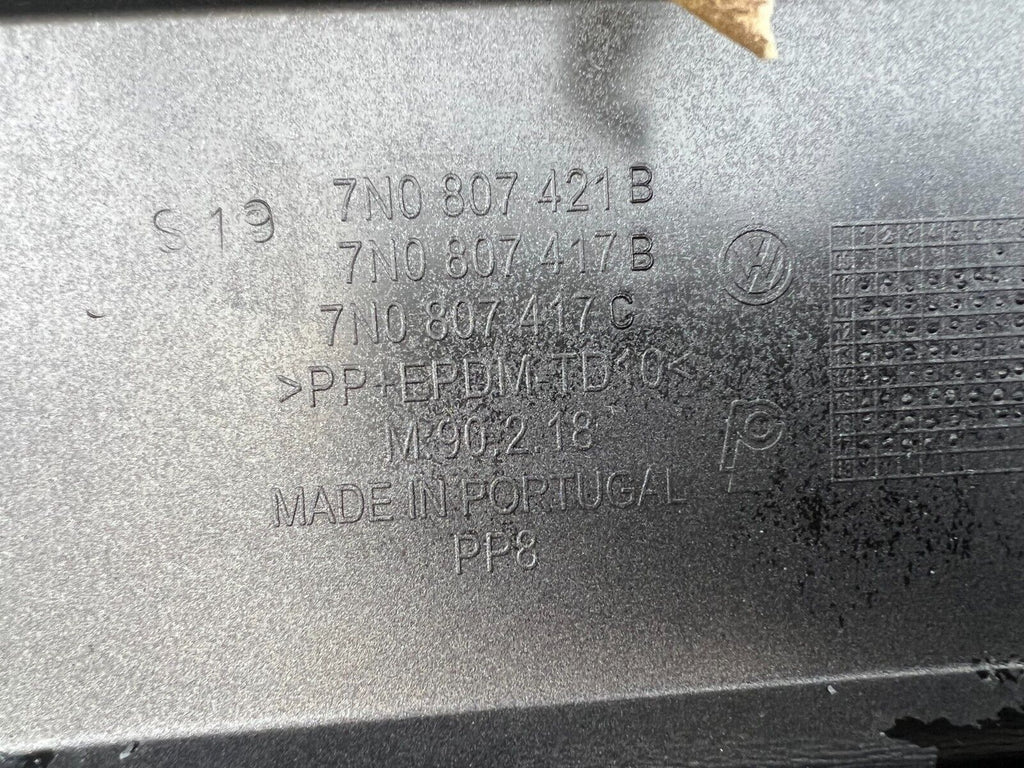 S 19
7N0 807 421 B
7N0 807 417 B
7N0 807 417 C
>PP+EPDM-TD10<
M.90.2.18
MADE IN PORTUGAL
PP8